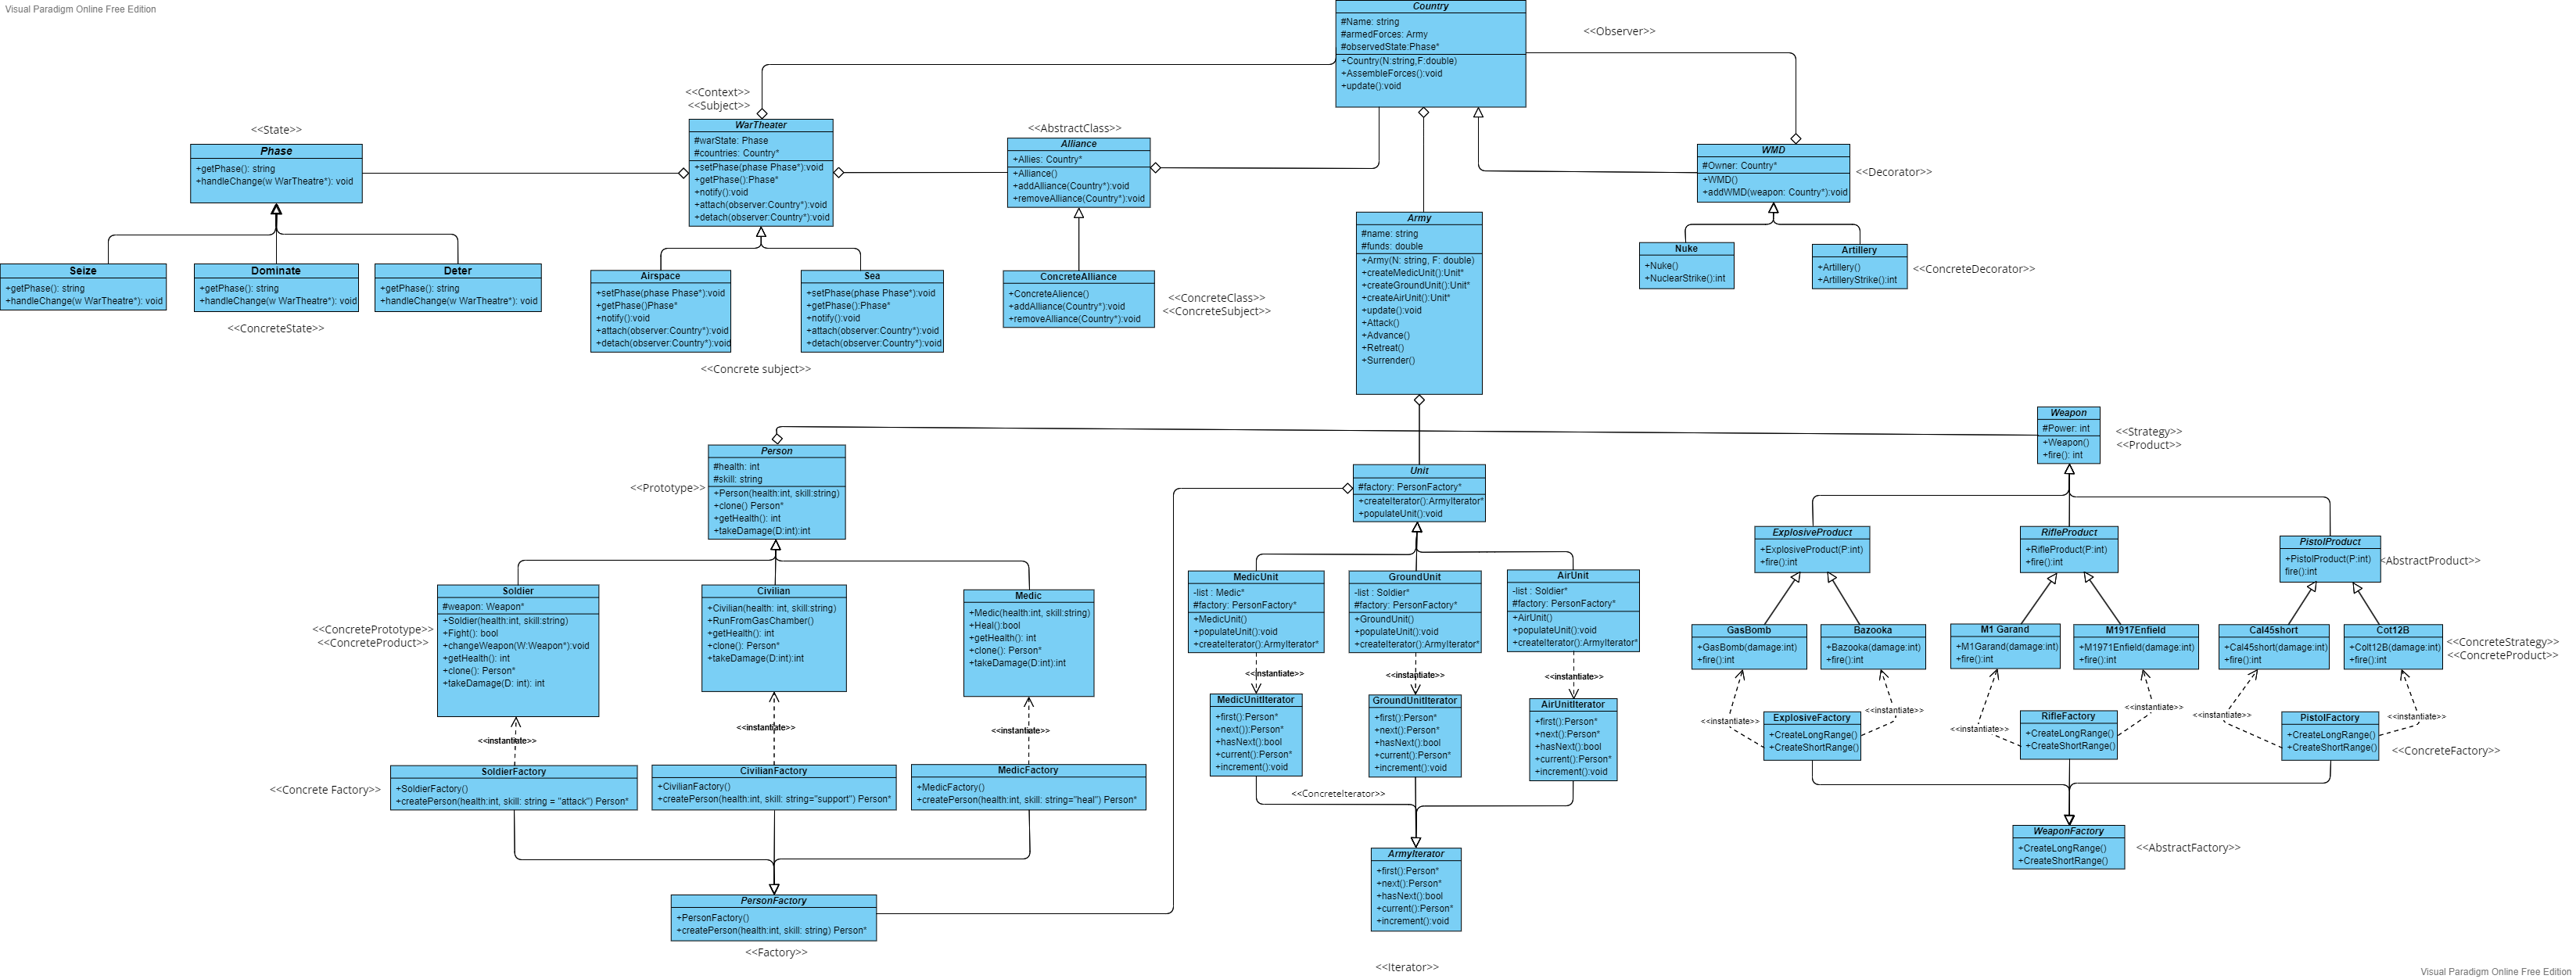 Visual Paradigm Online Free Edition
Country
#Name: string
#armedForces: Army
#observedState:Phase*
+Country(N:string,F:double)
+AssembleForces():void
+update():void
<<Observer>>
<<Context>>
<<Subject>>
WarTheater
#warState: Phase
#countries: Country*
+setPhase(phase Phase*):void
+getPhase():Phase*
+notify():void
+attach(observer:Country*):void
+detach(observer:Country*):void
<<State>>
Phase
+getPhase(): string
+handleChange(w WarTheatre*): void
<<AbstractClass>>
Alliance
+Allies: Country*
+Alliance()
+addAlliance(Country*):void
+removeAlliance(Country*):void
WMD
#Owner: Country*
+WMD()
+addWMD(weapon: Country*):void
<<Decorator>>
Seize
+getPhase(): string
+handleChange(w WarTheatre*): void
Dominate
+getPhase(): string
+handleChange(w WarTheatre*): void
Deter
+getPhase(): string
+handleChange(w WarTheatre*): void
<<ConcreteState>>
Airspace
+setPhase(phase Phase*):void
+getPhase()Phase*
+notify():void
+attach(observer:Country*):void
+detach(observer:Country*):void
Sea
+setPhase(phase Phase*):void
+getPhase():Phase*
+notify():void
+attach(observer:Country*):void
+detach(observer:Country*):void
<<Concrete subject>>
ConcreteAlliance
+ConcreteAlience()
+addAlliance(Country*):void
+removeAlliance(Country*):void
<<ConcreteClass>>
<<ConcreteSubject>>
Army
#name: string
#funds: double
+Army(N: string, F: double)
+createMedicUnit():Unit*
+createGroundUnit():Unit*
+createAirUnit():Unit*
+update():void
+Attack()
+Advance()
+Retreat()
+Surrender()
Nuke
+Nuke()
+NuclearStrike():int
Artillery
+Artillery()
+ArtilleryStrike():int
<<ConcreteDecorator>>
Weapon
#Power: int
+Weapon()
+fire(): int
<<Strategy>>
<<Product>>
Person
#health: int
#skill: string
+Person(health:int, skill:string)
+clone() Person*
+getHealth(): int
+takeDamage(D:int):int
<<Prototype>>
Unit
#factory: PersonFactory*
+createIterator():ArmyIterator*
+populateUnit():void
ExplosiveProduct
+ExplosiveProduct(P:int)
+fire():int
RifleProduct
+RifleProduct(P:int)
+fire():int
PistolProduct
+PistolProduct(P:int)
fire():int
<AbstractProduct>>
Soldier
#weapon: Weapon*
+Soldier(health:int, skill:string)
+Fight(): bool
+changeWeapon(W:Weapon*):void
+getHealth(): int
+clone(): Person*
+takeDamage(D: int): int
<<ConcretePrototype>>
<<ConcreteProduct>>
Civilian
+Civilian(health: int, skill:string)
+RunFromGasChamber()
+getHealth(): int
+clone(): Person*
+takeDamage(D:int):int
Medic
+Medic(health:int, skill:string)
+Heal():bool
+getHealth(): int
+clone(): Person*
+takeDamage(D:int):int
MedicUnit
-list : Medic*
#factory: PersonFactory*
+MedicUnit()
+populateUnit():void
+createIterator():ArmyIterator*
GroundUnit
-list : Soldier*
#factory: PersonFactory*
+GroundUnit()
+populateUnit():void
+createIterator():ArmyIterator*
AirUnit
-list : Soldier*
#factory: PersonFactory*
+AirUnit()
+populateUnit():void
+createIterator():ArmyIterator*
GasBomb
+GasBomb(damage:int)
+fire():int
Bazooka
+Bazooka(damage:int)
+fire():int
M1 Garand
+M1Garand(damage:int)
+fire():int
M1917Enfield
+M1971Enfield(damage:int)
+fire():int
Cal45short
+Cal45short(damage:int)
+fire():int
Cot12B
+Colt12B(damage:int)
+fire():int
<<ConcreteStrategy>>
<<ConcreteProduct>>
<<instantiate>>
<<instantiate>>
<<instantiate>>
<<instantiate>>
<<instantiate>>
<<instantiate>>
<<instantiate>>
<<instantiate>>
<<instantiate>>
<<instantiate>>
<<instantiate>>
<<instantiate>>
MedicUnitIterator
+first():Person*
+next()):Person*
+hasNext():bool
+current():Person*
+increment():void
GroundUnitIterator
+first():Person*
+next():Person*
+hasNext():bool
+current():Person*
+increment():void
AirUnitIterator
+first():Person*
+next():Person*
+hasNext():bool
+current():Person*
+increment():void
<<ConcreteIterator>>
ExplosiveFactory
+CreateLongRange()
+CreateShortRange()
RifleFactory
+CreateLongRange()
+CreateShortRange()
PistolFactory
+CreateLongRange()
+CreateShortRange()
<<ConcreteFactory>>
<<Concrete Factory>
SoldierFactory
+SoldierFactory()
+createPerson(health:int, skill: string = "attack") Person*
CivilianFactory
+CivilianFactory()
+createPerson(health:int, skill: string="support") Person*
MedicFactory
+MedicFactory()
+createPerson(health:int, skill: string="heal") Person*
WeaponFactory
+CreateLongRange()
+CreateShortRange()
<<AbstractFactory>
ArmyIterator
+first():Person*
+next():Person*
+hasNext():bool
+current():Person*
+increment():void
<<Iterator>>
PersonFactory
+PersonFactory()
+createPerson(health:int, skill: string) Person*
<<Factory>>
Visual Paradigm Online Free Edition